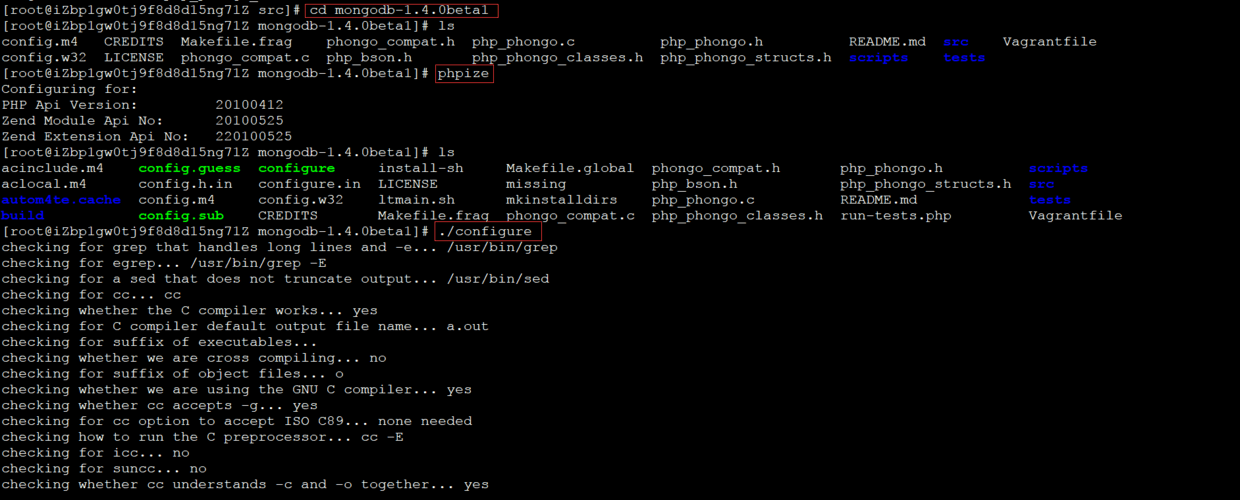 [root@iZbp1gw0tj9f8d8d15ng71Z src]# cd mongodb-1.4.0beta1
[root@iZbp1gw0tj9f8d8d15ng71Z mongodb-1.4.0beta1]# ls
config.m4   CREDITS  Makefile.frag    phongo_compat.h  php_phongo.c          php_phongo.h          README.md  src    Vagrantfile
config.w32  LICENSE  phongo_compat.c  php_bson.h       php_phongo_classes.h  php_phongo_structs.h  scripts    tests
[root@iZbp1gw0tj9f8d8d15ng71Z mongodb-1.4.0beta1]# phpize
Configuring for:
PHP Api Version:         20100412
Zend Module Api No:      20100525
Zend Extension Api No:   220100525
[root@iZbp1gw0tj9f8d8d15ng71Z mongodb-1.4.0beta1]# ls
acinclude.m4    config.guess  configure     install-sh     Makefile.global  phongo_compat.h       php_phongo.h          scripts
aclocal.m4      config.h.in   configure.in  LICENSE        missing          php_bson.h            php_phongo_structs.h  src
autom4te.cache  config.m4     config.w32    ltmain.sh      mkinstalldirs    php_phongo.c          README.md             tests
build           config.sub    CREDITS       Makefile.frag  phongo_compat.c  php_phongo_classes.h  run-tests.php         Vagrantfile
[root@iZbp1gw0tj9f8d8d15ng71Z mongodb-1.4.0beta1]# ./configure
checking for grep that handles long lines and -e... /usr/bin/grep
checking for egrep... /usr/bin/grep -E
checking for a sed that does not truncate output... /usr/bin/sed
checking for cc... cc
checking whether the C compiler works... yes
checking for C compiler default output file name... a.out
checking for suffix of executables...
checking whether we are cross compiling... no
checking for suffix of object files... o
checking whether we are using the GNU C compiler... yes
checking whether cc accepts -g... yes
checking for cc option to accept ISO C89... none needed
checking how to run the C preprocessor... cc -E
checking for icc... no
checking for suncc... no
checking whether cc understands -c and -o together... yes